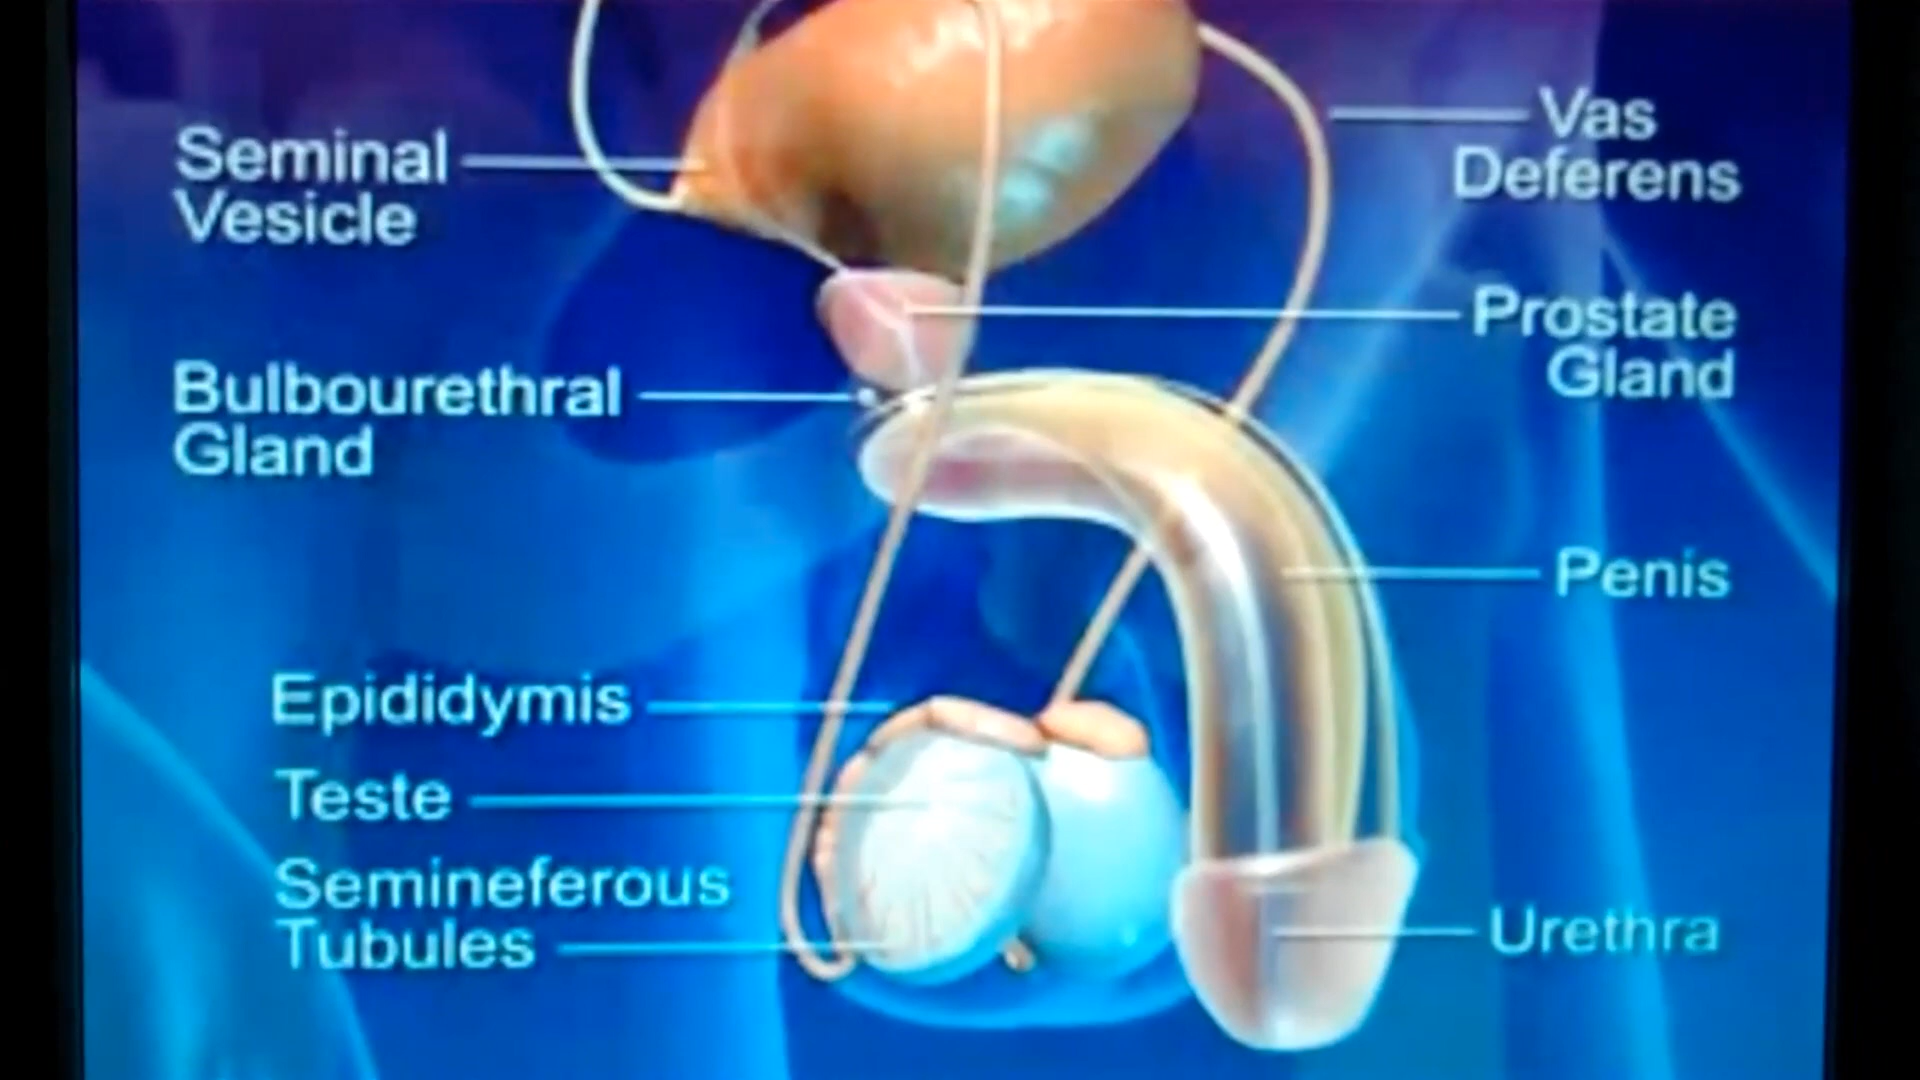 Seminal
Vesicle
Vas
Deferens
Prostate
Gland
Bulbourethral
Gland
Penis
Epididymis
Teste
Semineferous
Tubules
Urethra